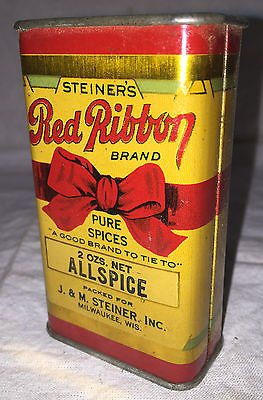 STEINER'S
Red Ribbon
BRAND
PURE
SPICES
"A GOOD BRAND TO TIE TO"
2 OZS. NET
ALLSPICE
PACKED FOR
J. & M. STEINER, INC.
MILWAUKEE, WIS.